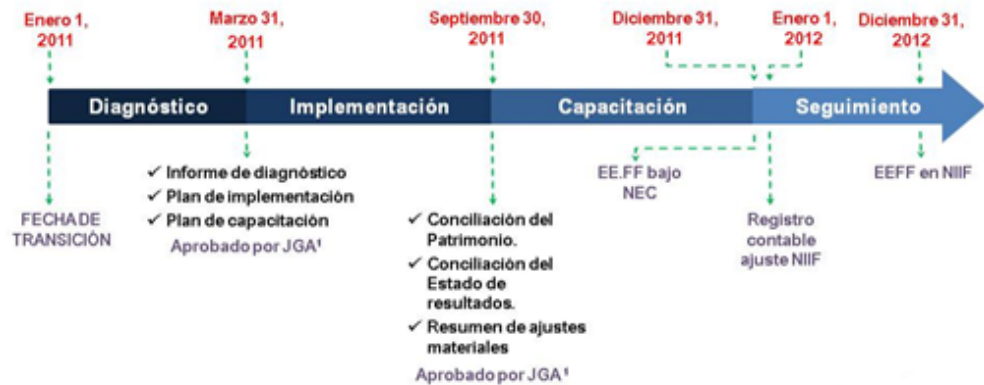 Enero 1,
2011
Marzo 31,
2011
Septiembre 30,
2011
Diciembre 31,
2011
Enero 1,
2012
Diciembre 31,
2012
Diagnóstico
Implementación
Capacitación
Seguimiento
FECHA DE
TRANSICIÓN
✓ Informe de diagnóstico
✓ Plan de implementación
✓ Plan de capacitación
Aprobado por JGA¹
✓ Conciliación del
Patrimonio.
✓ Conciliación del
Estado de
resultados.
✓ Resumen de ajustes
materiales
Aprobado por JGA¹
EE.FF bajo
NEC
Registro
contable
ajuste NIIF
EEFF en NIIF